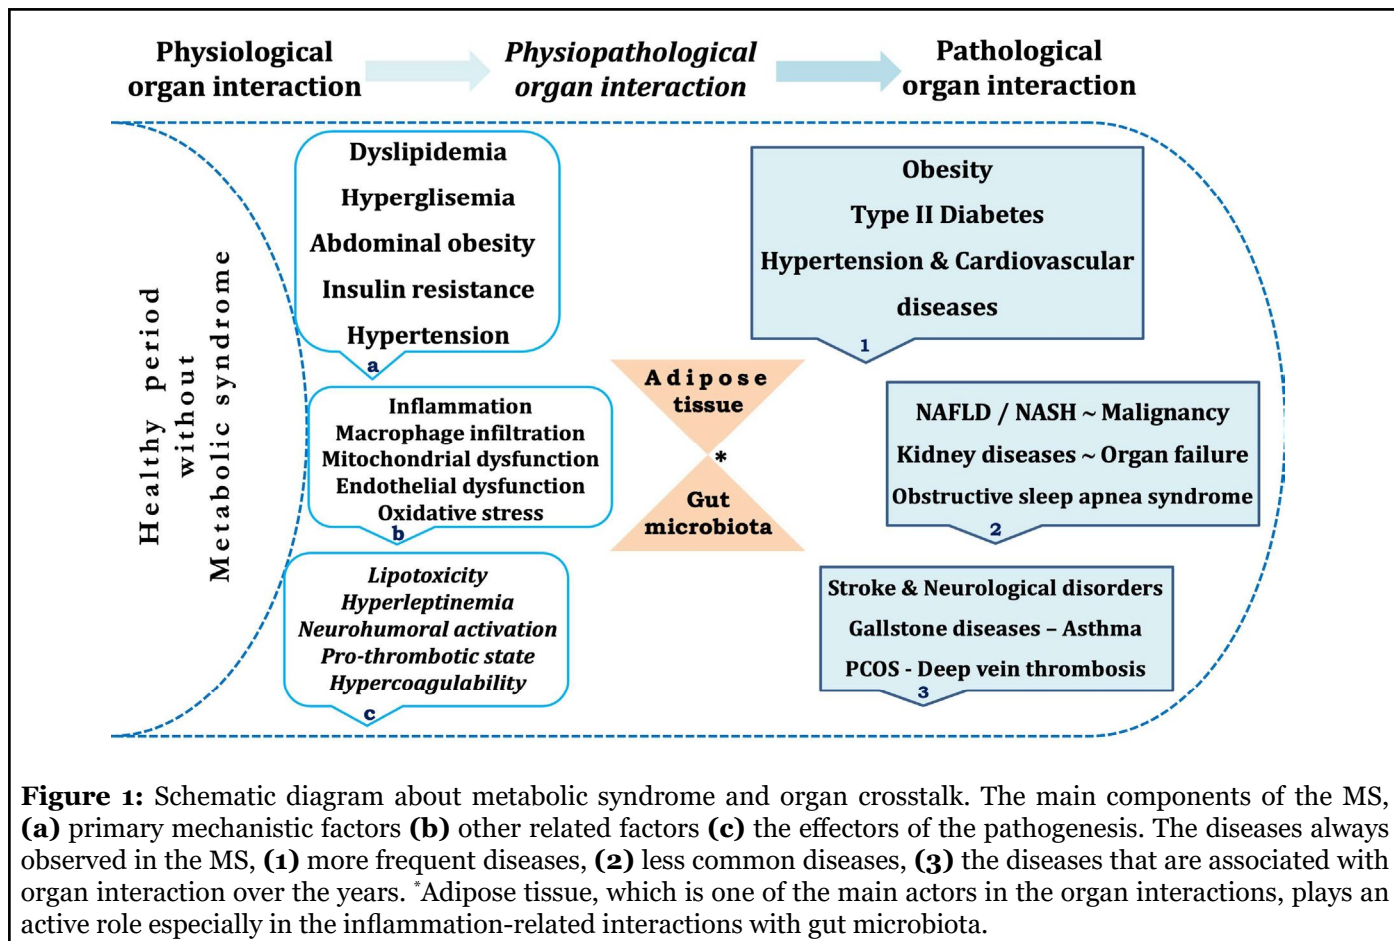 Physiological
organ interaction
Physiopathological
organ interaction
Pathological
organ interaction
Healthy period
without
Metabolic syndrome
Dyslipidemia
Hyperglisemia
Abdominal obesity
Insulin resistance
Hypertension
a
Inflammation
Macrophage infiltration
Mitochondrial dysfunction
Endothelial dysfunction
Oxidative stress
b
Lipotoxicity
Hyperleptinemia
Neurohumoral activation
Pro-thrombotic state
Hypercoagulability
c
Adipose
tissue
*
Gut
microbiota
Obesity
Type II Diabetes
Hypertension & Cardiovascular
diseases
1
NAFLD / NASH ~ Malignancy
Kidney diseases ~ Organ failure
Obstructive sleep apnea syndrome
2
Stroke & Neurological disorders
Gallstone diseases – Asthma
PCOS - Deep vein thrombosis
3
Figure 1: Schematic diagram about metabolic syndrome and organ crosstalk. The main components of the MS,
(a) primary mechanistic factors (b) other related factors (c) the effectors of the pathogenesis. The diseases always
observed in the MS, (1) more frequent diseases, (2) less common diseases, (3) the diseases that are associated with
organ interaction over the years. *Adipose tissue, which is one of the main actors in the organ interactions, plays an
active role especially in the inflammation-related interactions with gut microbiota.